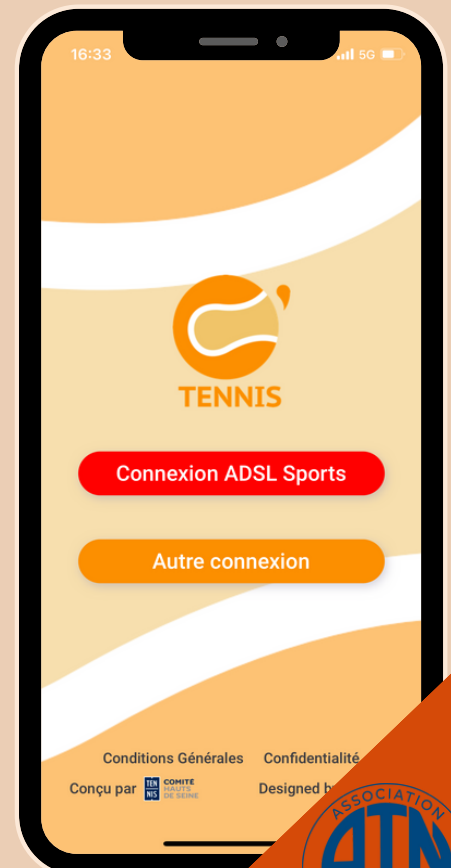 16:33
5G
TENNIS
Connexion ADSL Sports
Autre connexion
Conditions Générales Confidentialité
Conçu par TEN NIS COMITÉ HAUTS DE SEINE
Designed
ASSOCIATION
ATN